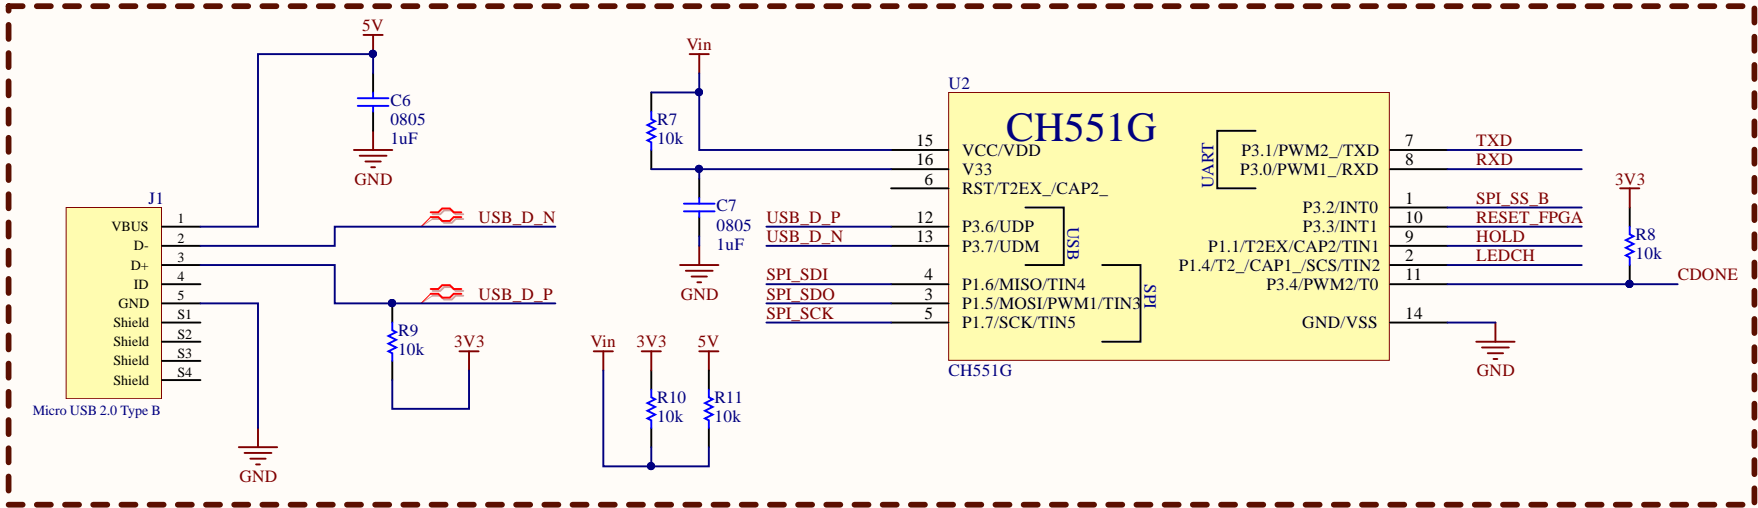 5V
C6
0805
1uF
GND
J1
VBUS 1
D- 2
D+ 3
ID 4
GND 5
Shield S1
Shield S2
Shield S3
Shield S4
Micro USB 2.0 Type B
GND
USB_D_N
USB_D_P
R9
10k
3V3
Vin
R7
10k
C7
0805
1uF
GND
Vin 3V3 5V
R10
10k
R11
10k
U2
CH551G
15 VCC/VDD
16 V33
6 RST/T2EX_/CAP2_
USB_D_P 12 P3.6/UDP
USB_D_N 13 P3.7/UDM
USB
SPI_SDI 4 P1.6/MISO/TIN4
SPI_SDO 3 P1.5/MOSI/PWM1/TIN3
SPI_SCK 5 P1.7/SCK/TIN5
SPI
UART
P3.1/PWM2_/TXD 7 TXD
P3.0/PWM1_/RXD 8 RXD
P3.2/INT0 1 SPI_SS_B
P3.3/INT1 10 RESET_FPGA
P1.1/T2EX/CAP2/TIN1 9 HOLD
P1.4/T2_/CAP1_/SCS/TIN2 2 LEDCH
P3.4/PWM2/T0 11 CDONE
GND/VSS 14
CH551G
GND
3V3
R8
10k